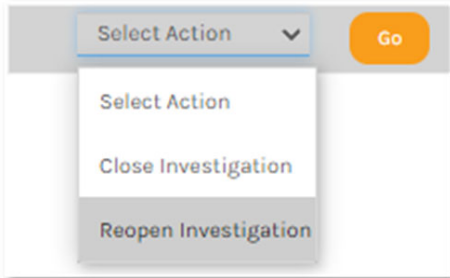 Select Action
Go
Select Action
Close Investigation
Reopen Investigation